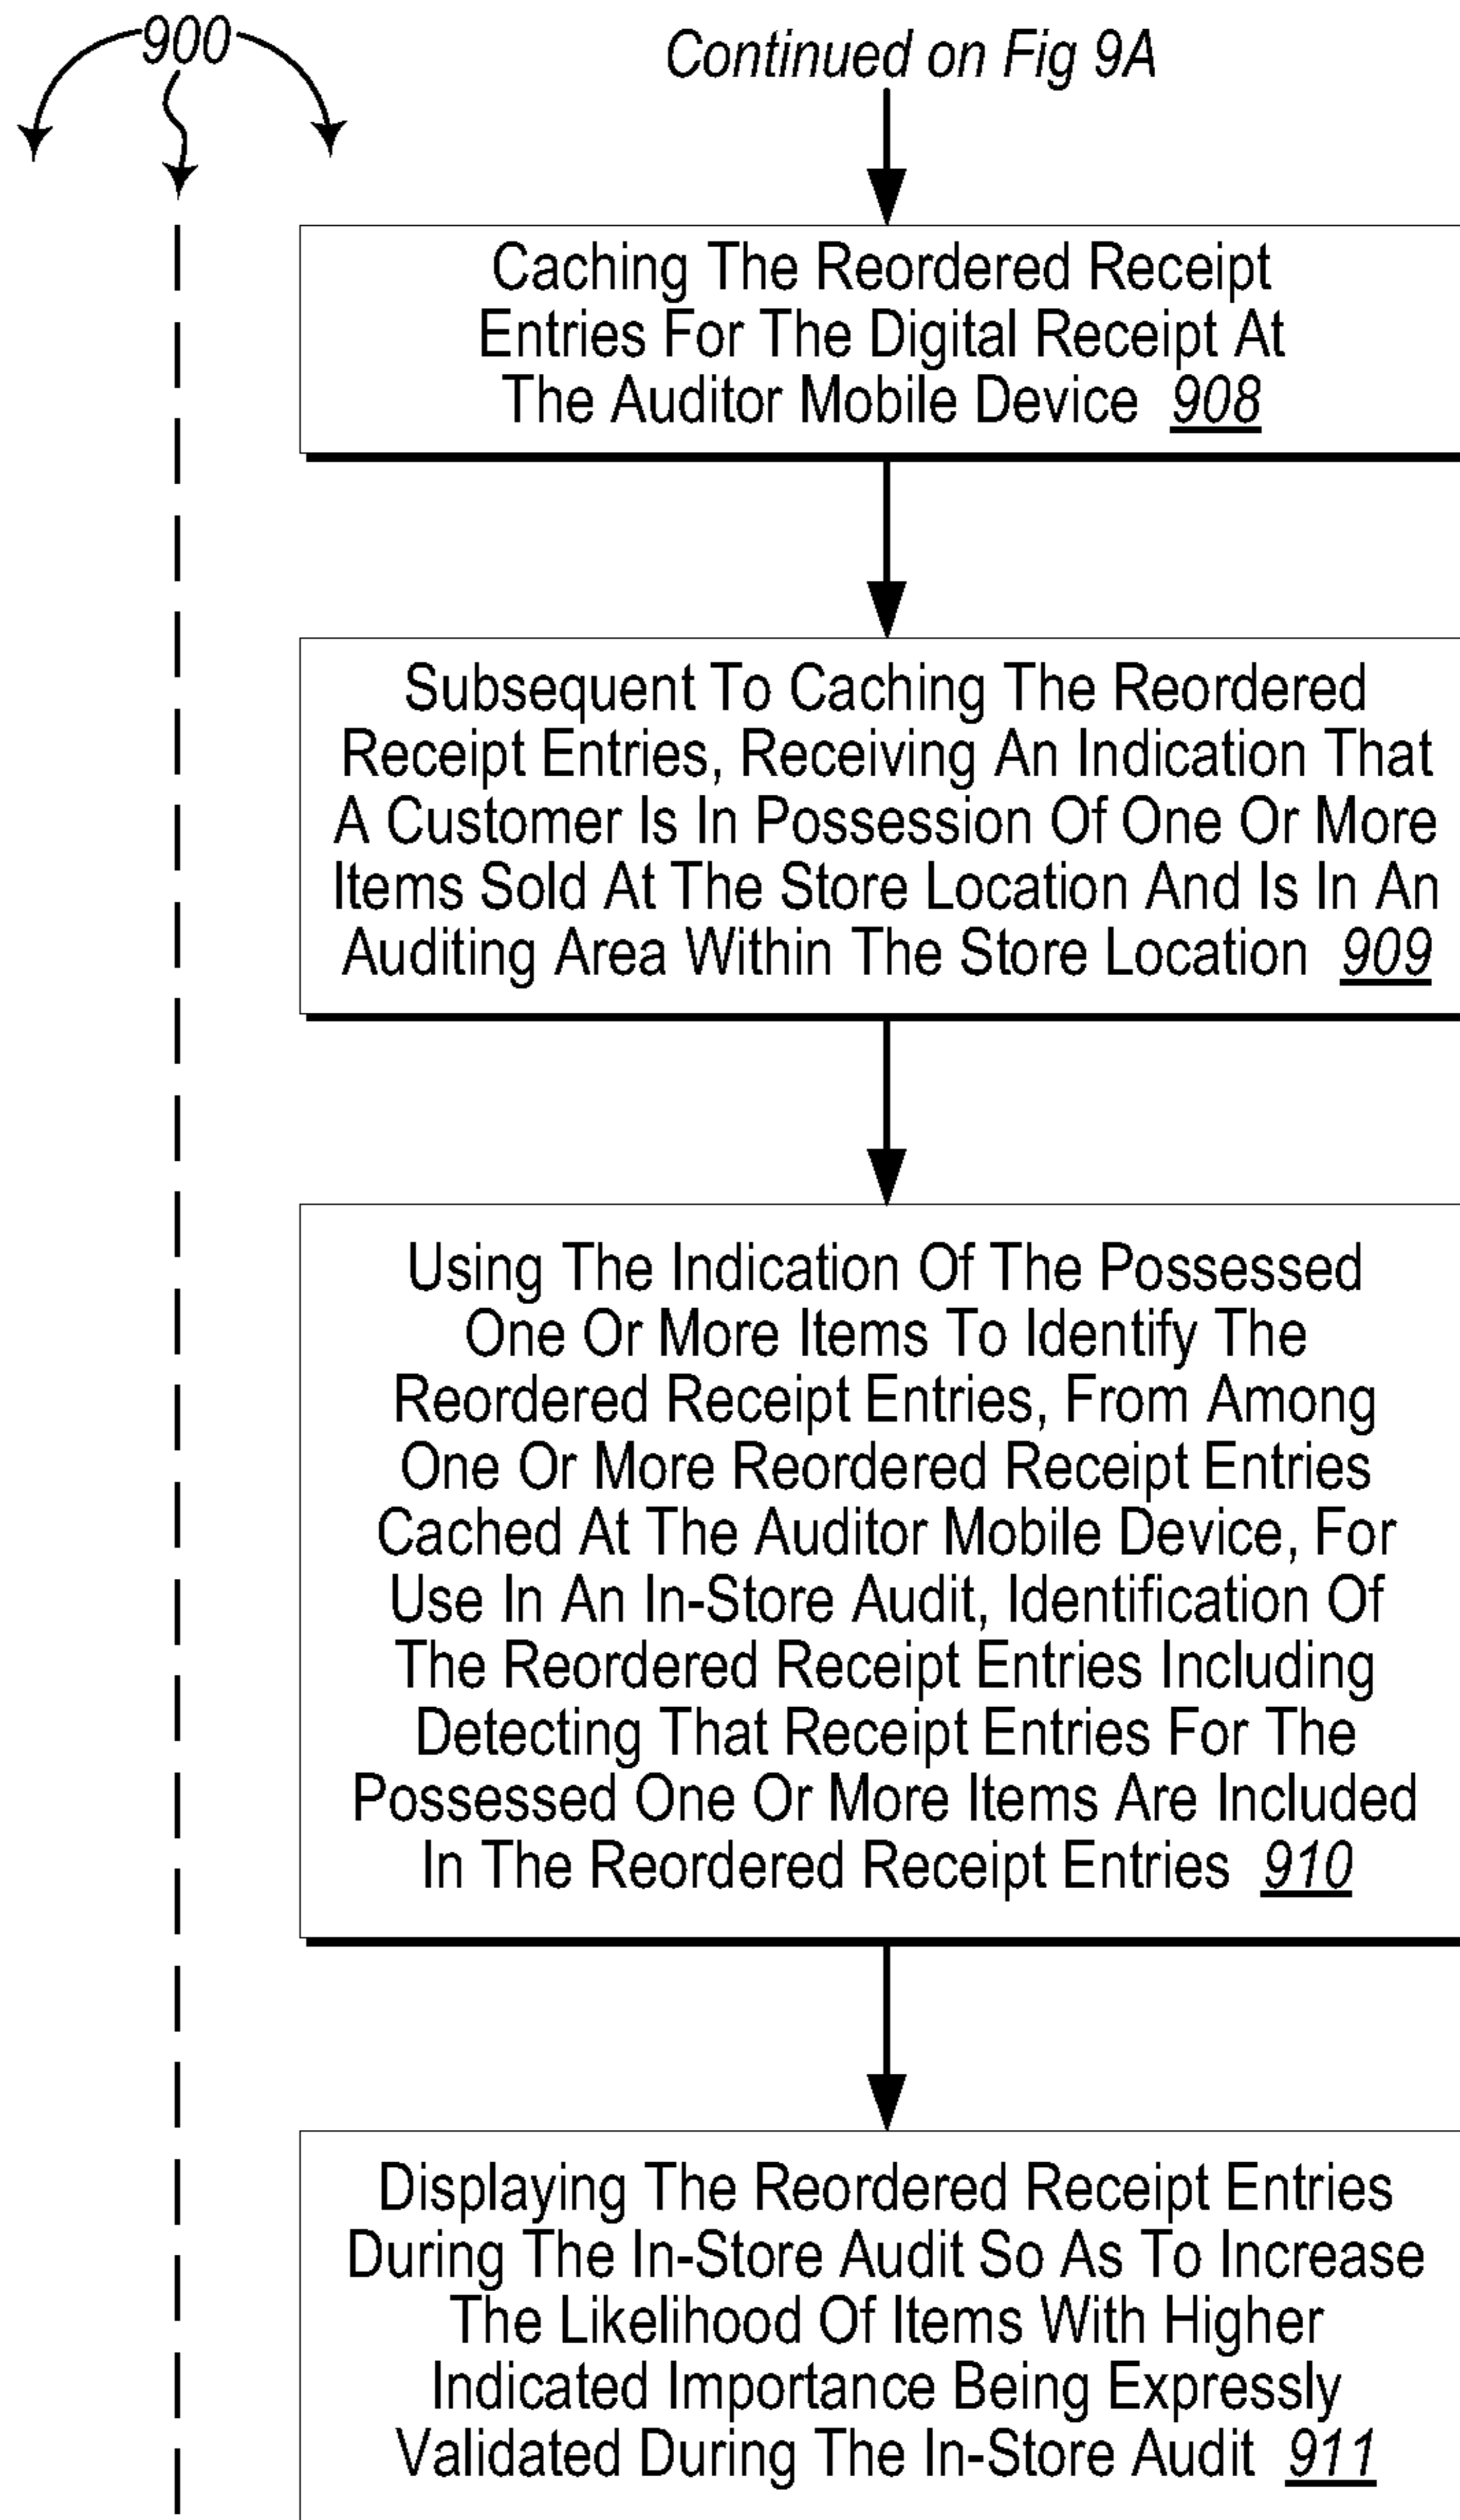 900
Continued on Fig 9A
Caching The Reordered Receipt
Entries For The Digital Receipt At
The Auditor Mobile Device 908
Subsequent To Caching The Reordered
Receipt Entries, Receiving An Indication That
A Customer Is In Possession Of One Or More
Items Sold At The Store Location And Is In An
Auditing Area Within The Store Location 909
Using The Indication Of The Possessed
One Or More Items To Identify The
Reordered Receipt Entries, From Among
One Or More Reordered Receipt Entries
Cached At The Auditor Mobile Device, For
Use In An In-Store Audit, Identification Of
The Reordered Receipt Entries Including
Detecting That Receipt Entries For The
Possessed One Or More Items Are Included
In The Reordered Receipt Entries 910
Displaying The Reordered Receipt Entries
During The In-Store Audit So As To Increase
The Likelihood Of Items With Higher
Indicated Importance Being Expressly
Validated During The In-Store Audit 911